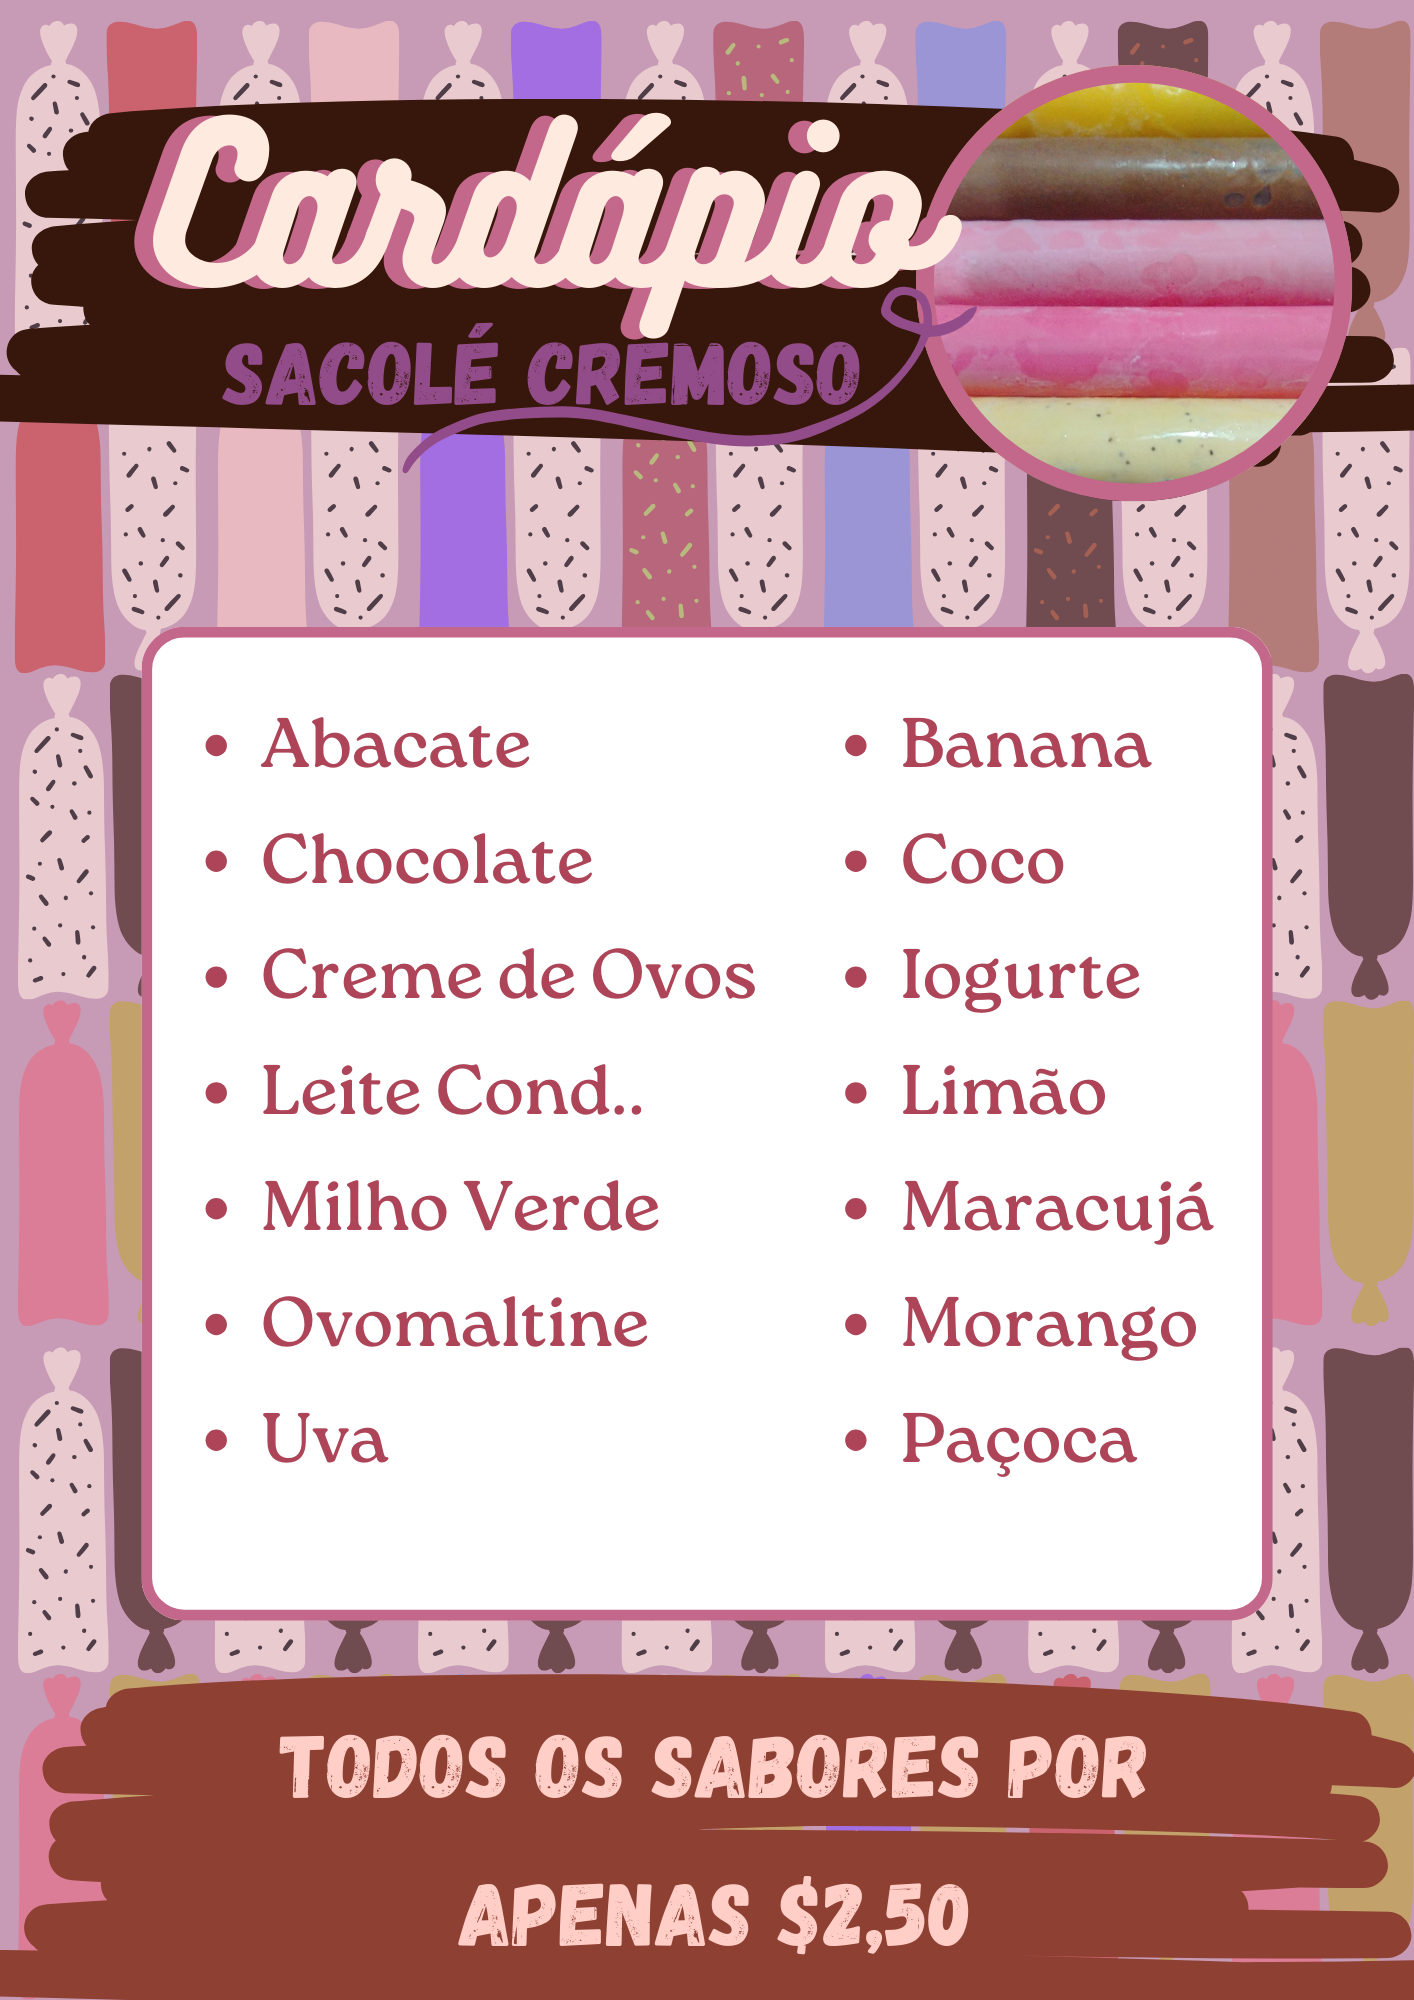 Cardápio
SACOLÉ CREMOSO
Abacate
Chocolate
Creme de Ovos
Leite Cond..
Milho Verde
Ovomaltine
Uva
Banana
Coco
Iogurte
Limão
Maracujá
Morango
Paçoca
TODOS OS SABORES POR
APENAS $2,50